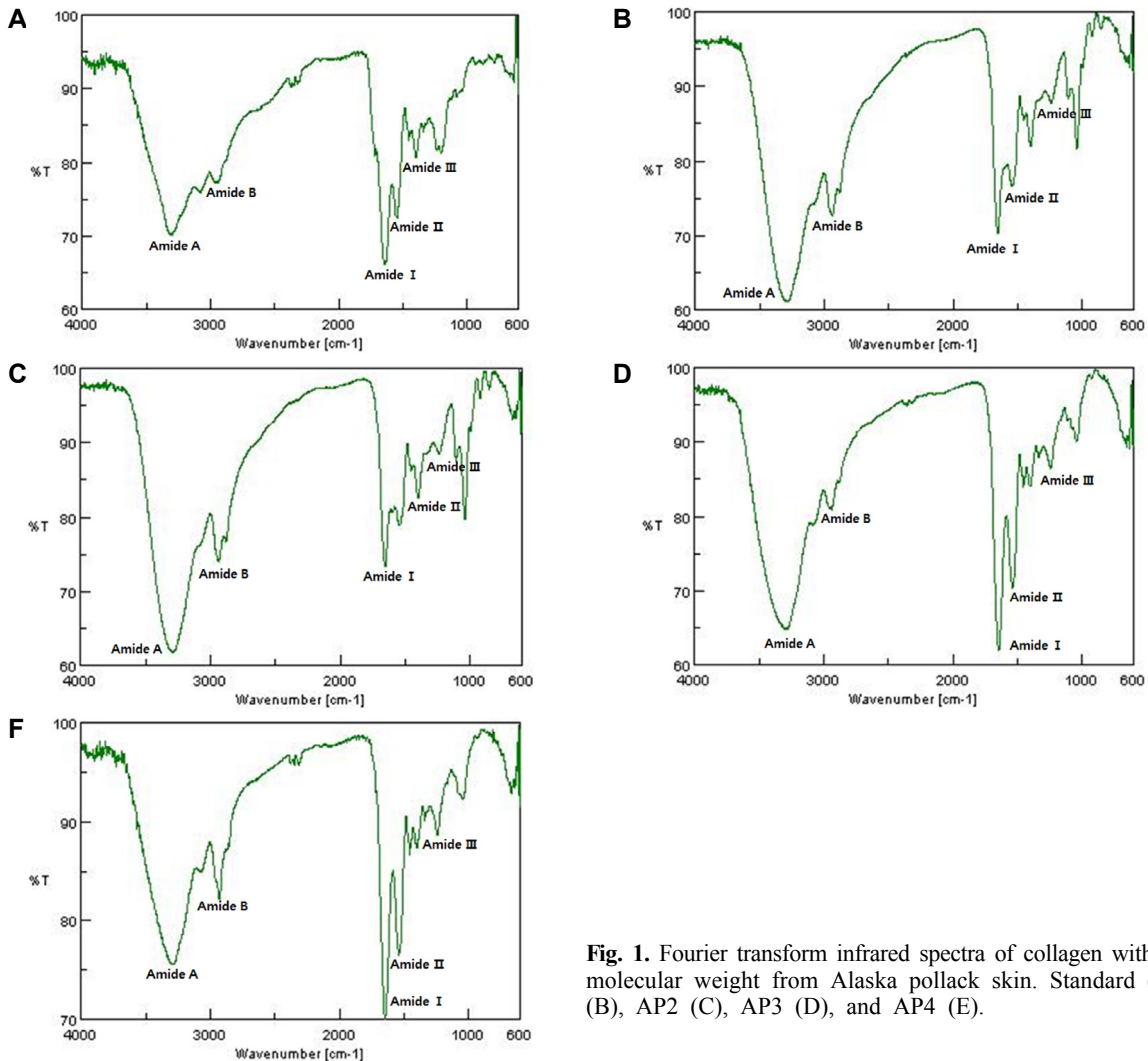 A
100
90
80
%T
70
60
4000
3000
2000
1000
600
Wavenumber [cm-1]
Amide A
Amide B
Amide I
Amide II
Amide III
B
100
90
80
%T
70
60
4000
3000
2000
1000
600
Wavenumber [cm-1]
Amide A
Amide B
Amide I
Amide II
Amide III
C
100
90
80
%T
70
60
4000
3000
2000
1000
600
Wavenumber [cm-1]
Amide A
Amide B
Amide I
Amide II
Amide III
D
100
90
80
%T
70
60
4000
3000
2000
1000
600
Wavenumber [cm-1]
Amide A
Amide B
Amide I
Amide II
Amide III
F
100
90
%T
80
70
4000
3000
2000
1000
600
Wavenumber [cm-1]
Amide A
Amide B
Amide I
Amide II
Amide III
Fig. 1. Fourier transform infrared spectra of collagen with
molecular weight from Alaska pollack skin. Standard
(B), AP2 (C), AP3 (D), and AP4 (E).